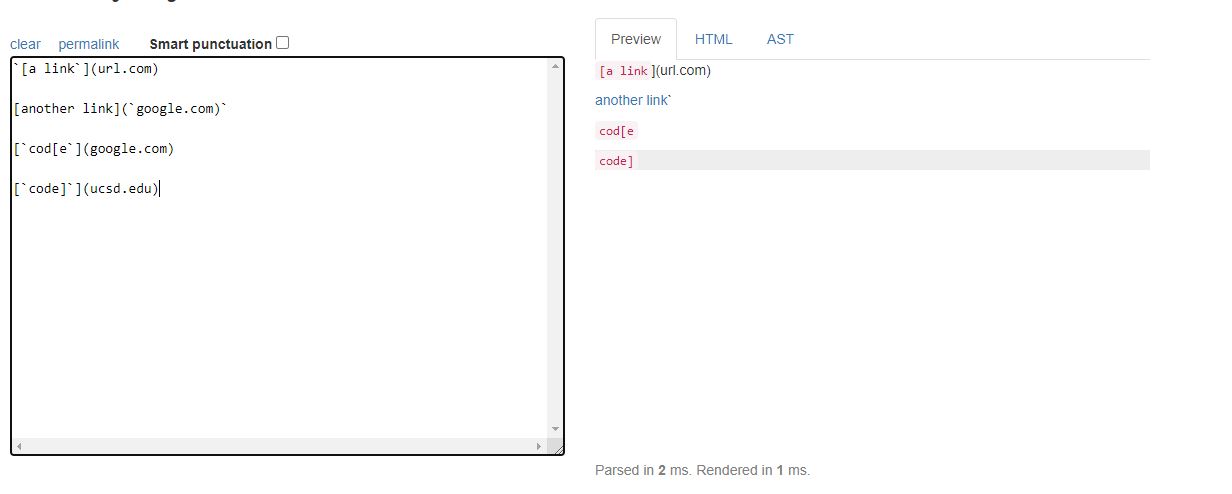 clear permalink Smart punctuation
`[a link`](url.com)
[another link](`google.com)`
[`cod[e`](google.com)
[`code]`](ucsd.edu)
Preview HTML AST
[a link](url.com)
another link`
cod[e
code]
Parsed in 2 ms. Rendered in 1 ms.